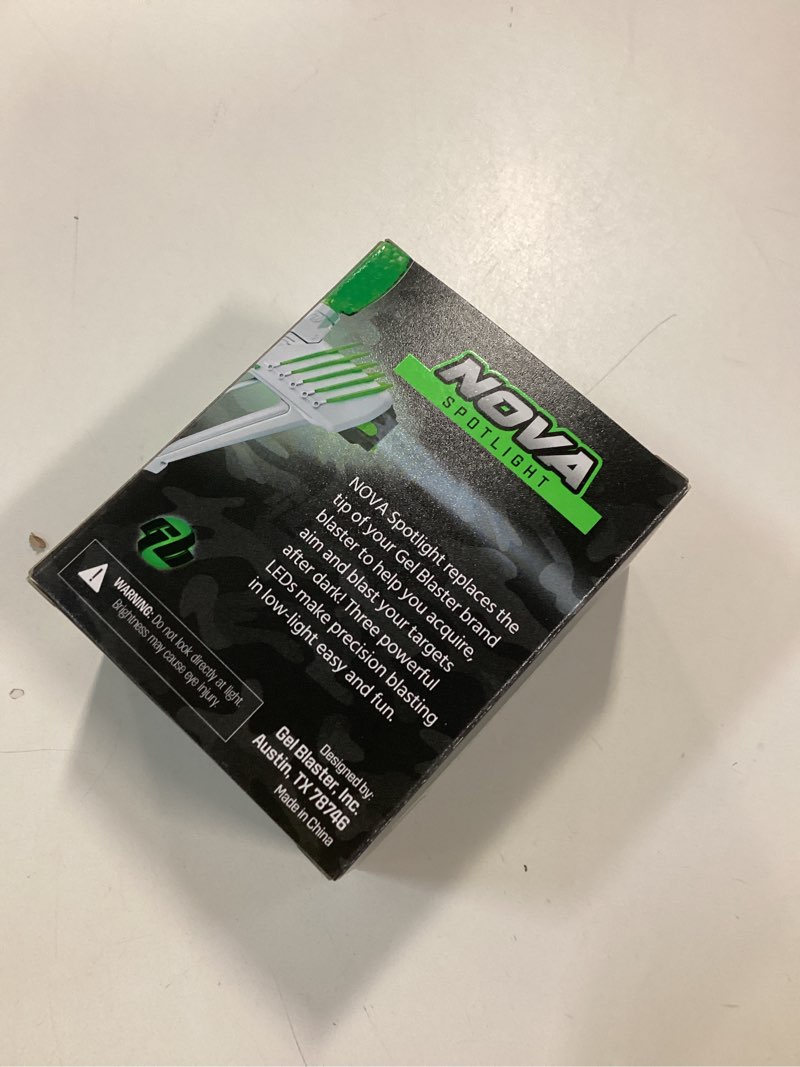 NOVA
SPOTLIGHT
NOVA Spotlight replaces the
tip of your Gel Blaster brand
blaster to help you acquire,
aim and blast your targets
after dark! Three powerful
LEDs make precision blasting
in low-light easy and fun.
GB
WARNING: Do not look directly at light.
Brightness may cause eye injury.
Designed by:
Gel Blaster, Inc.
Austin, TX 78746
Made in China